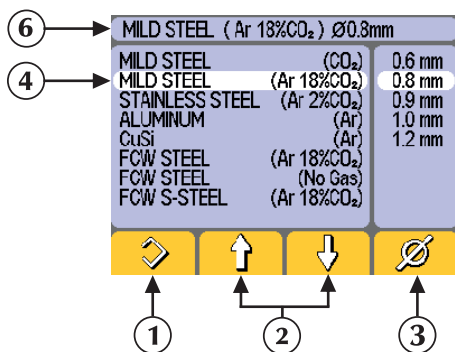 6 MILD STEEL ( Ar 18%CO₂ ) Ø0.8mm
MILD STEEL (CO₂) 0.6 mm
4 MILD STEEL (Ar 18%CO₂) 0.8 mm
STAINLESS STEEL (Ar 2%CO₂) 0.9 mm
ALUMINUM (Ar) 1.0 mm
CuSi (Ar) 1.2 mm
FCW STEEL (Ar 18%CO₂)
FCW STEEL (No Gas)
FCW S-STEEL (Ar 18%CO₂)
1 2 3